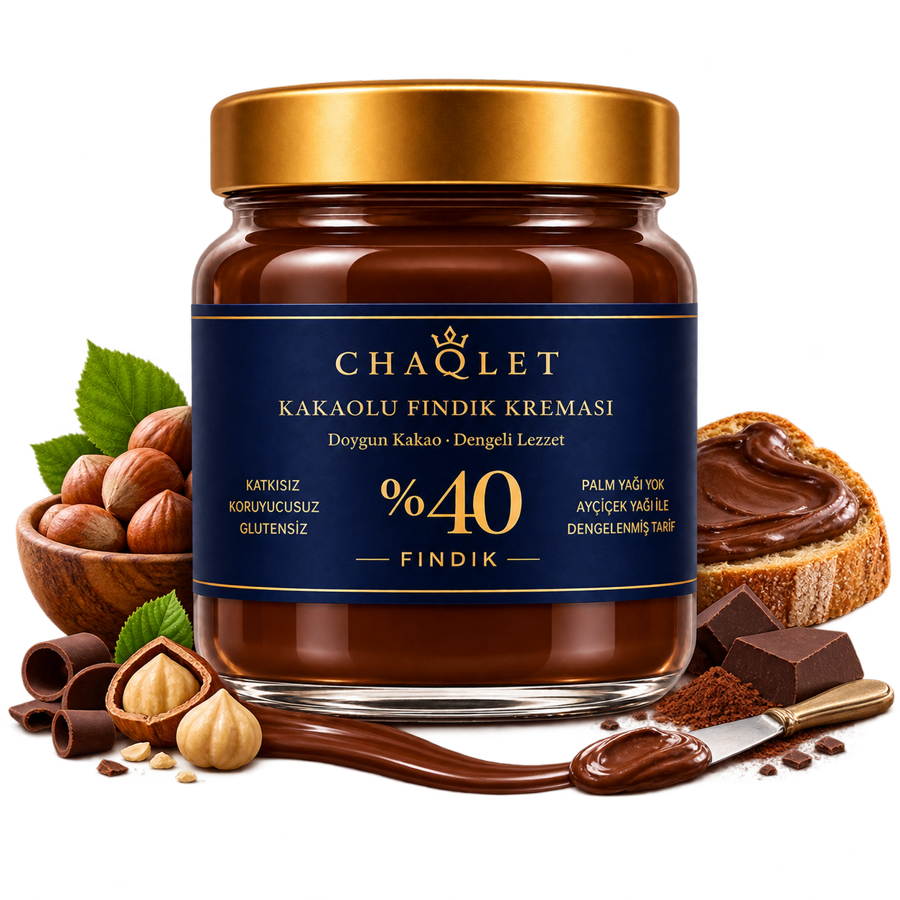 CHAQLET
KAKAOLU FINDIK KREMASI
Doygun Kakao · Dengeli Lezzet
KATKISIZ
KORUYUCUSUZ
GLUTENSİZ
%40
FINDIK
PALM YAĞI YOK
AYÇİÇEK YAĞI İLE
DENGELENMİŞ TARİF